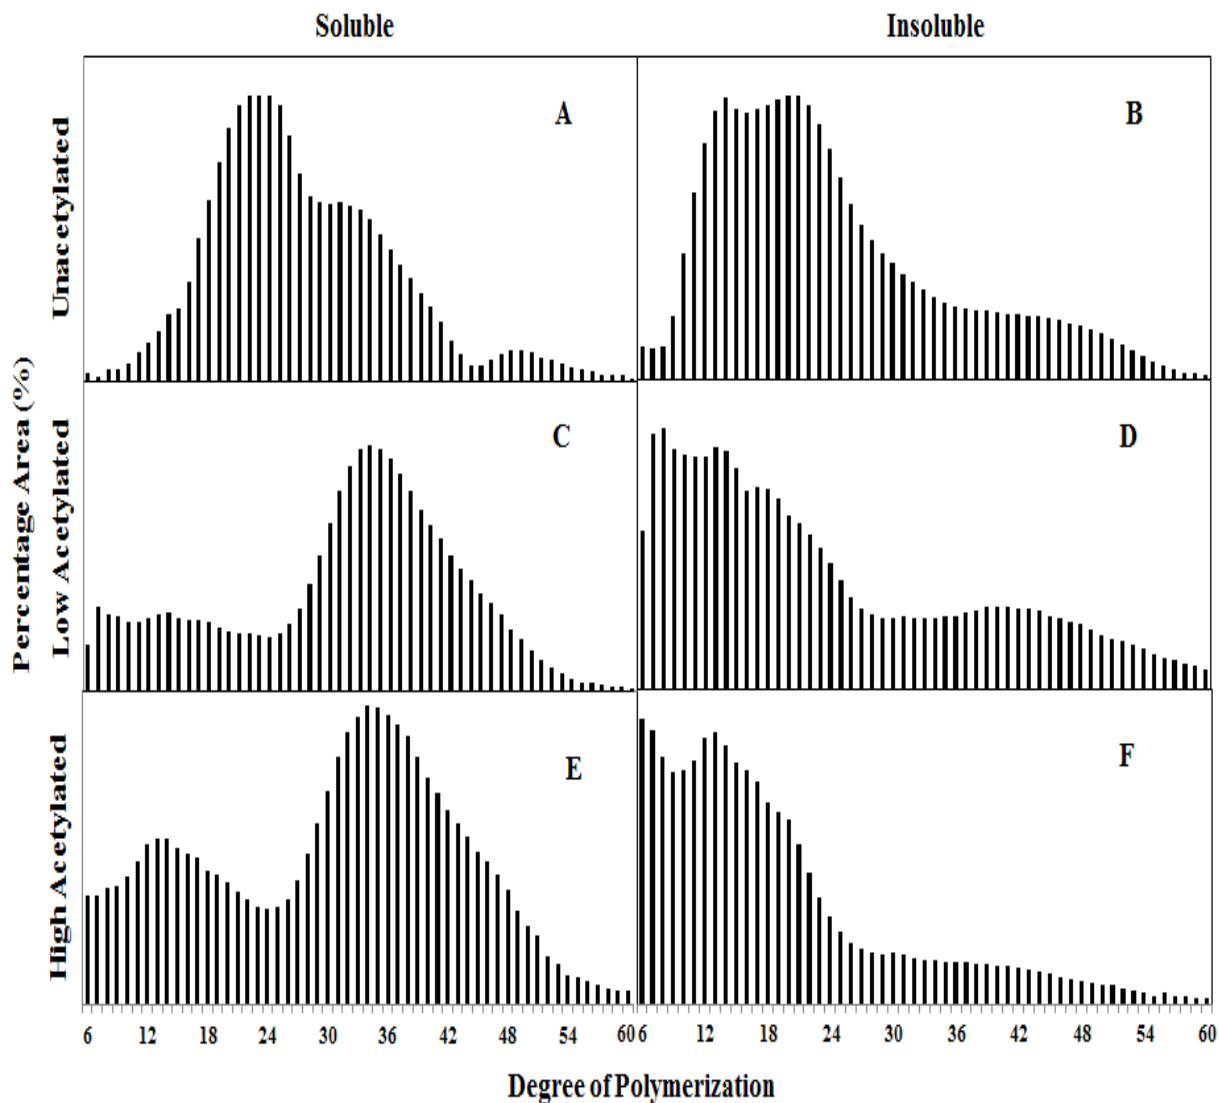 Soluble
Insoluble
Percentage Area (%)
Unacetylated
Low Acetylated
High Acetylated
A
B
C
D
E
F
6 12 18 24 30 36 42 48 54 60
6 12 18 24 30 36 42 48 54 60
Degree of Polymerization